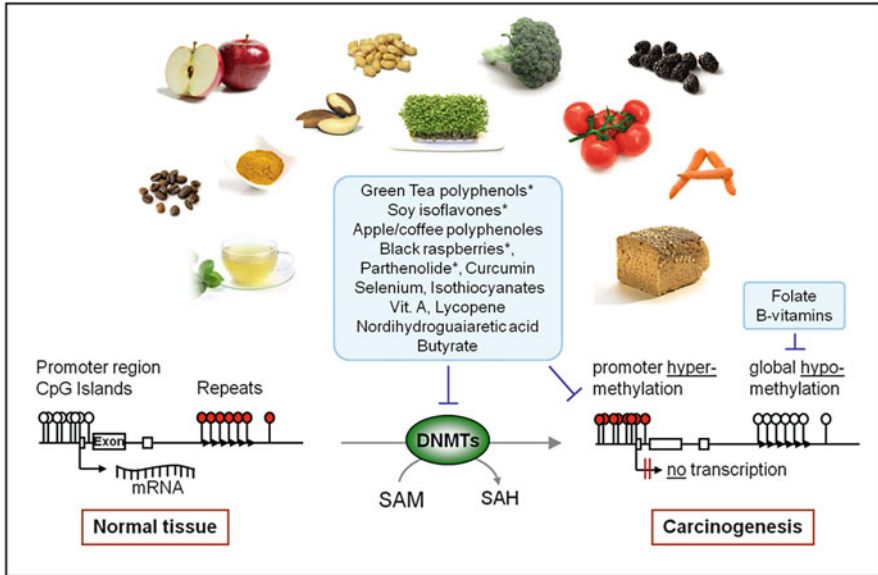 Green Tea polyphenols*
Soy isoflavones*
Apple/coffee polyphenoles
Black raspberries*,
Parthenolide*, Curcumin
Selenium, Isothiocyanates
Vit. A, Lycopene
Nordihydroguaiaretic acid
Butyrate
Folate
B-vitamins
Promoter region
CpG Islands
Repeats
promoter hyper-
methylation
global hypo-
methylation
Exon
mRNA
DNMTs
SAM
SAH
no transcription
Normal tissue
Carcinogenesis